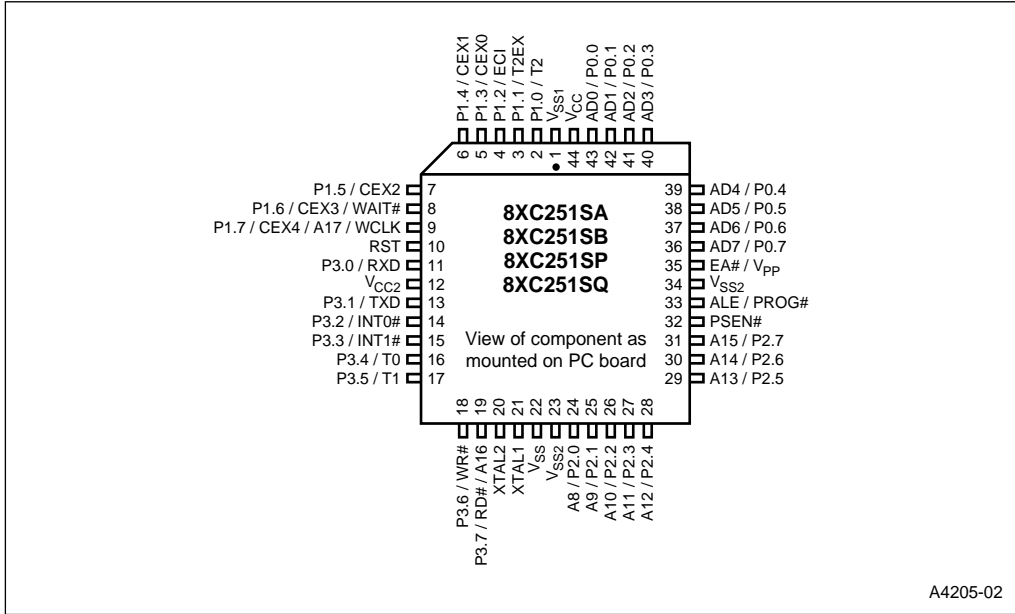 P1.4 / CEX1
P1.3 / CEX0
P1.2 / ECI
P1.1 / T2EX
P1.0 / T2
VSS1
VCC
AD0 / P0.0
AD1 / P0.1
AD2 / P0.2
AD3 / P0.3
6 5 4 3 2 1 44 43 42 41 40
P1.5 / CEX2 7
P1.6 / CEX3 / WAIT# 8
P1.7 / CEX4 / A17 / WCLK 9
RST 10
P3.0 / RXD 11
VCC2 12
P3.1 / TXD 13
P3.2 / INT0# 14
P3.3 / INT1# 15
P3.4 / T0 16
P3.5 / T1 17
8XC251SA
8XC251SB
8XC251SP
8XC251SQ
View of component as
mounted on PC board
39 AD4 / P0.4
38 AD5 / P0.5
37 AD6 / P0.6
36 AD7 / P0.7
35 EA# / VPP
34 VSS2
33 ALE / PROG#
32 PSEN#
31 A15 / P2.7
30 A14 / P2.6
29 A13 / P2.5
18 19 20 21 22 23 24 25 26 27 28
P3.6 / WR#
P3.7 / RD# / A16
XTAL2
XTAL1
VSS
VSS2
A8 / P2.0
A9 / P2.1
A10 / P2.2
A11 / P2.3
A12 / P2.4
A4205-02